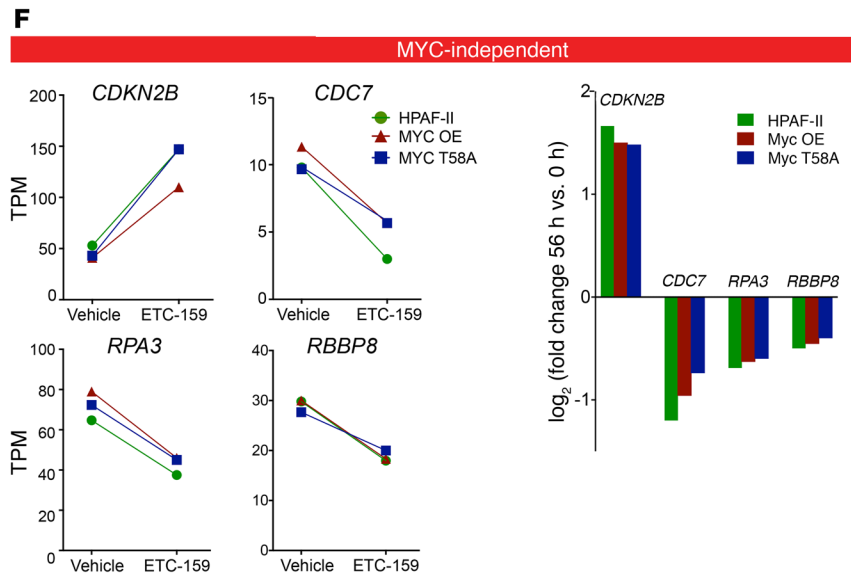 F
MYC-independent
CDKN2B
TPM
200
150
100
50
0
Vehicle ETC-159
CDC7
15
10
5
0
HPAF-II
MYC OE
MYC T58A
Vehicle ETC-159
RPA3
TPM
100
80
60
40
20
0
Vehicle ETC-159
RBBP8
40
30
20
10
0
Vehicle ETC-159
log2 (fold change 56 h vs. 0 h)
2
1
0
-1
CDKN2B
HPAF-II
Myc OE
Myc T58A
CDC7 RPA3 RBBP8